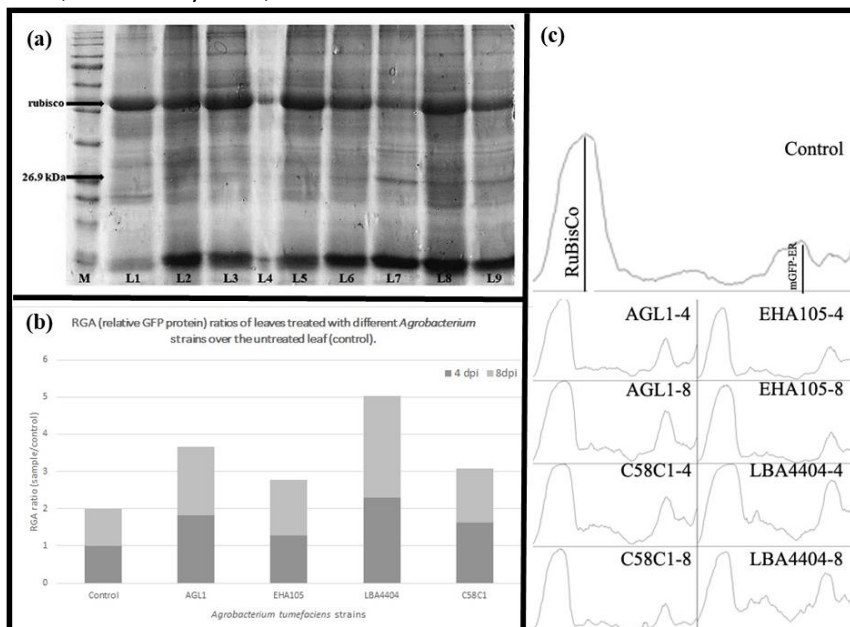 (a)
rubisco
26.9 kDa
M L1 L2 L3 L4 L5 L6 L7 L8 L9
(b)
RGA (relative GFP protein) ratios of leaves treated with different Agrobacterium
strains over the untreated leaf (control).
4 dpi 8dpi
RGA ratio (sample/control)
6
5
4
3
2
1
0
Control AGL1 EHA105 LBA4404 C58C1
Agrobacterium tumefaciens strains
(c)
Control
RuBisCo
mGFP-ER
AGL1-4 EHA105-4
AGL1-8 EHA105-8
C58C1-4 LBA4404-4
C58C1-8 LBA4404-8